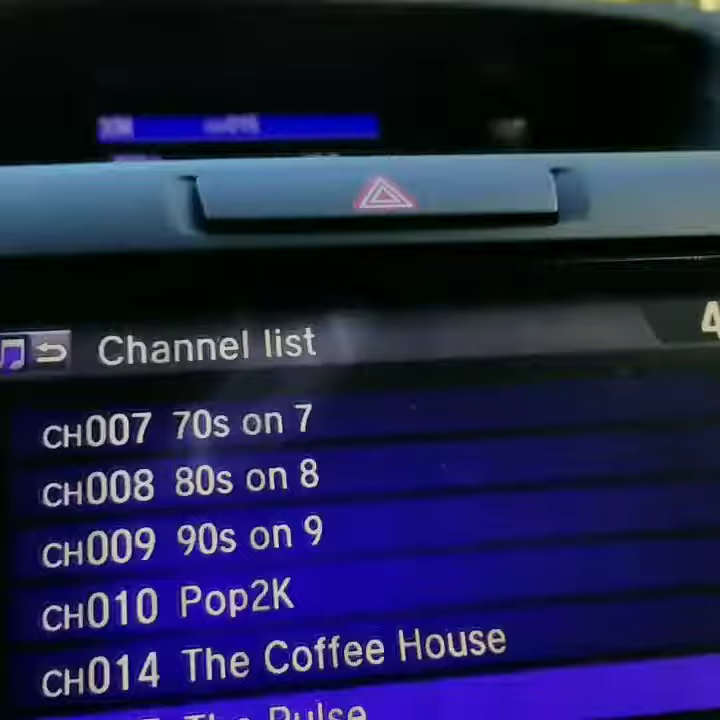 Channel list
4
CH007 70s on 7
CH008 80s on 8
CH009 90s on 9
CH010 Pop2K
CH014 The Coffee House
The Pulse